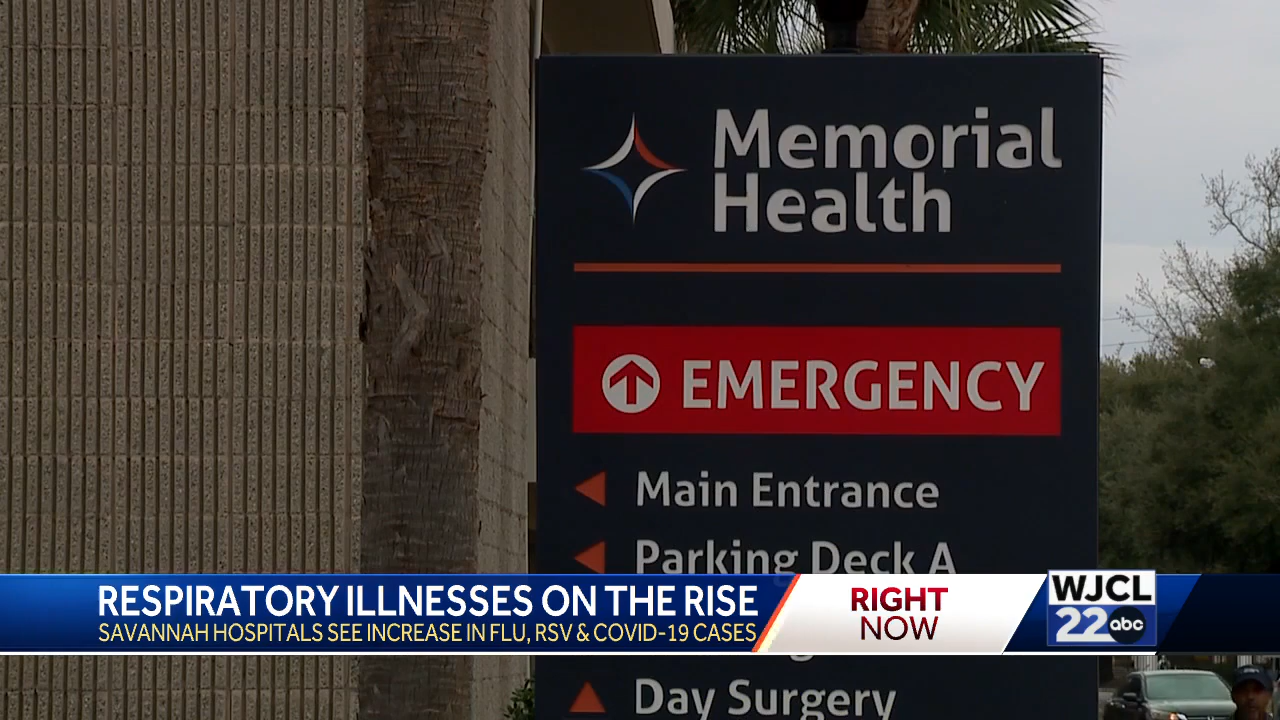 Memorial
Health
EMERGENCY
Main Entrance
Parking Deck A
RESPIRATORY ILLNESSES ON THE RISE
SAVANNAH HOSPITALS SEE INCREASE IN FLU, RSV & COVID-19 CASES
RIGHT
NOW
WJCL
22
abc
Day Surgery